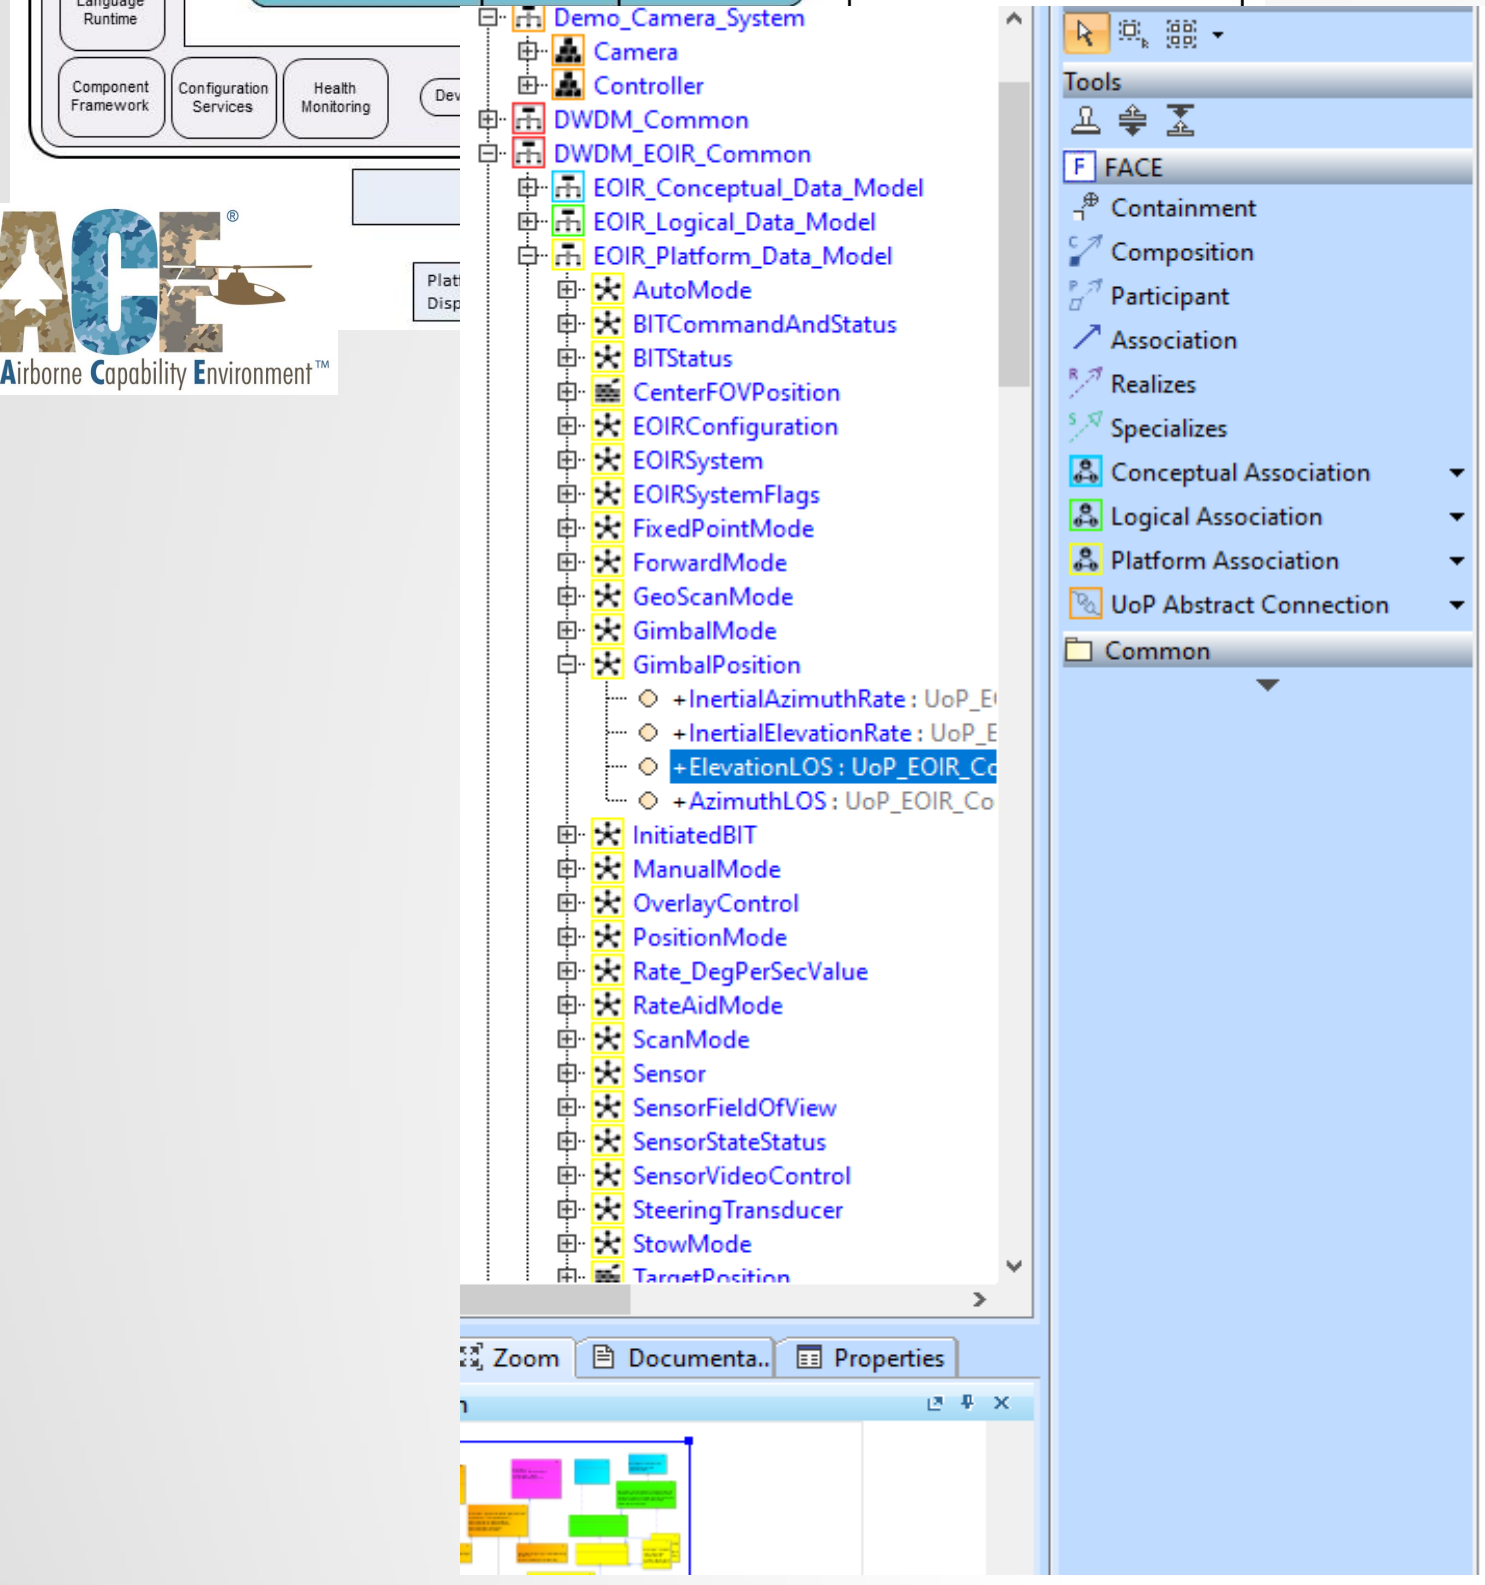 Language
Runtime
Component
Framework
Configuration
Services
Health
Monitoring
Dev
FACE®
Airborne Capability Environment™
Plat
Disp
Demo_Camera_System
Camera
Controller
DWDM_Common
DWDM_EOIR_Common
EOIR_Conceptual_Data_Model
EOIR_Logical_Data_Model
EOIR_Platform_Data_Model
AutoMode
BITCommandAndStatus
BITStatus
CenterFOVPosition
EOIRConfiguration
EOIRSystem
EOIRSystemFlags
FixedPointMode
ForwardMode
GeoScanMode
GimbalMode
GimbalPosition
+InertialAzimuthRate : UoP_E
+InertialElevationRate : UoP_E
+ElevationLOS : UoP_EOIR_Co
+AzimuthLOS : UoP_EOIR_Co
InitiatedBIT
ManualMode
OverlayControl
PositionMode
Rate_DegPerSecValue
RateAidMode
ScanMode
Sensor
SensorFieldOfView
SensorStateStatus
SensorVideoControl
SteeringTransducer
StowMode
TargetPosition
Zoom
Documenta..
Properties
Tools
F FACE
Containment
Composition
Participant
Association
Realizes
Specializes
Conceptual Association
Logical Association
Platform Association
UoP Abstract Connection
Common